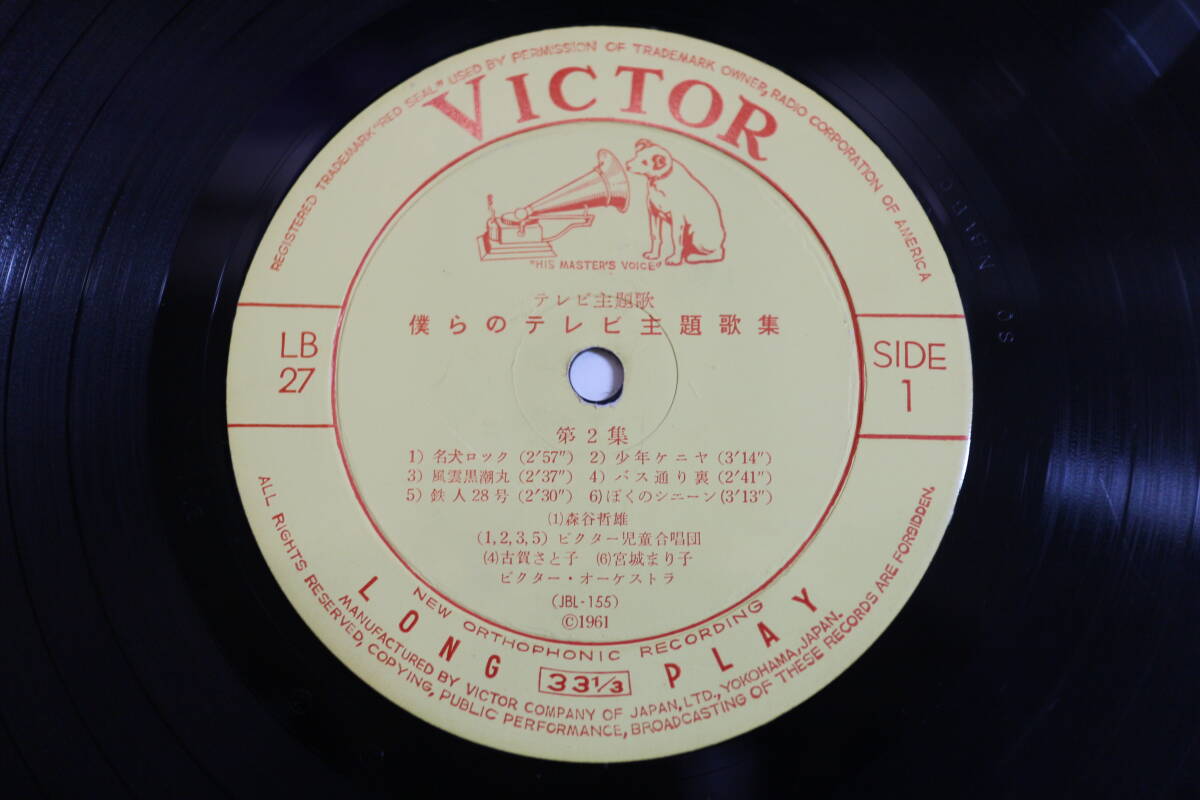 REGISTERED TRADEMARK "RED SEAL" USED BY PERMISSION OF TRADEMARK OWNER, RADIO CORPORATION OF AMERICA
VICTOR
"HIS MASTER'S VOICE"
テレビ主題歌
僕らのテレビ主題歌集
LB
27
SIDE
1
第2集
1) 名犬ロック (2'57") 2) 少年ケニヤ (3'14")
3) 風雲黒潮丸 (2'37") 4) バス通り裏 (2'41")
5) 鉄人28号 (2'30") 6) ぼくのシニーン (3'13")
(1)森谷哲雄
(1,2,3,5) ビクター児童合唱団
(4)古賀さと子 (6)宮城まり子
ビクター・オーケストラ
(JBL-155)
©1961
NEW ORTHOPHONIC RECORDING
LONG 33 1/3 PLAY
MANUFACTURED BY VICTOR COMPANY OF JAPAN, LTD., YOKOHAMA, JAPAN.
ALL RIGHTS RESERVED, COPYING, PUBLIC PERFORMANCE, BROADCASTING OF THESE RECORDS ARE FORBIDDEN.